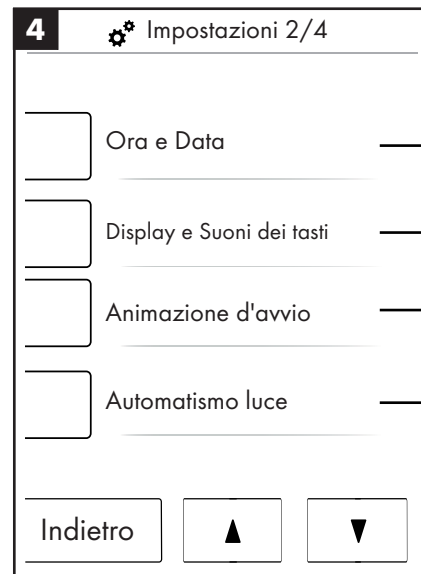 4
Impostazioni 2/4
Ora e Data
Display e Suoni dei tasti
Animazione d'avvio
Automatismo luce
Indietro